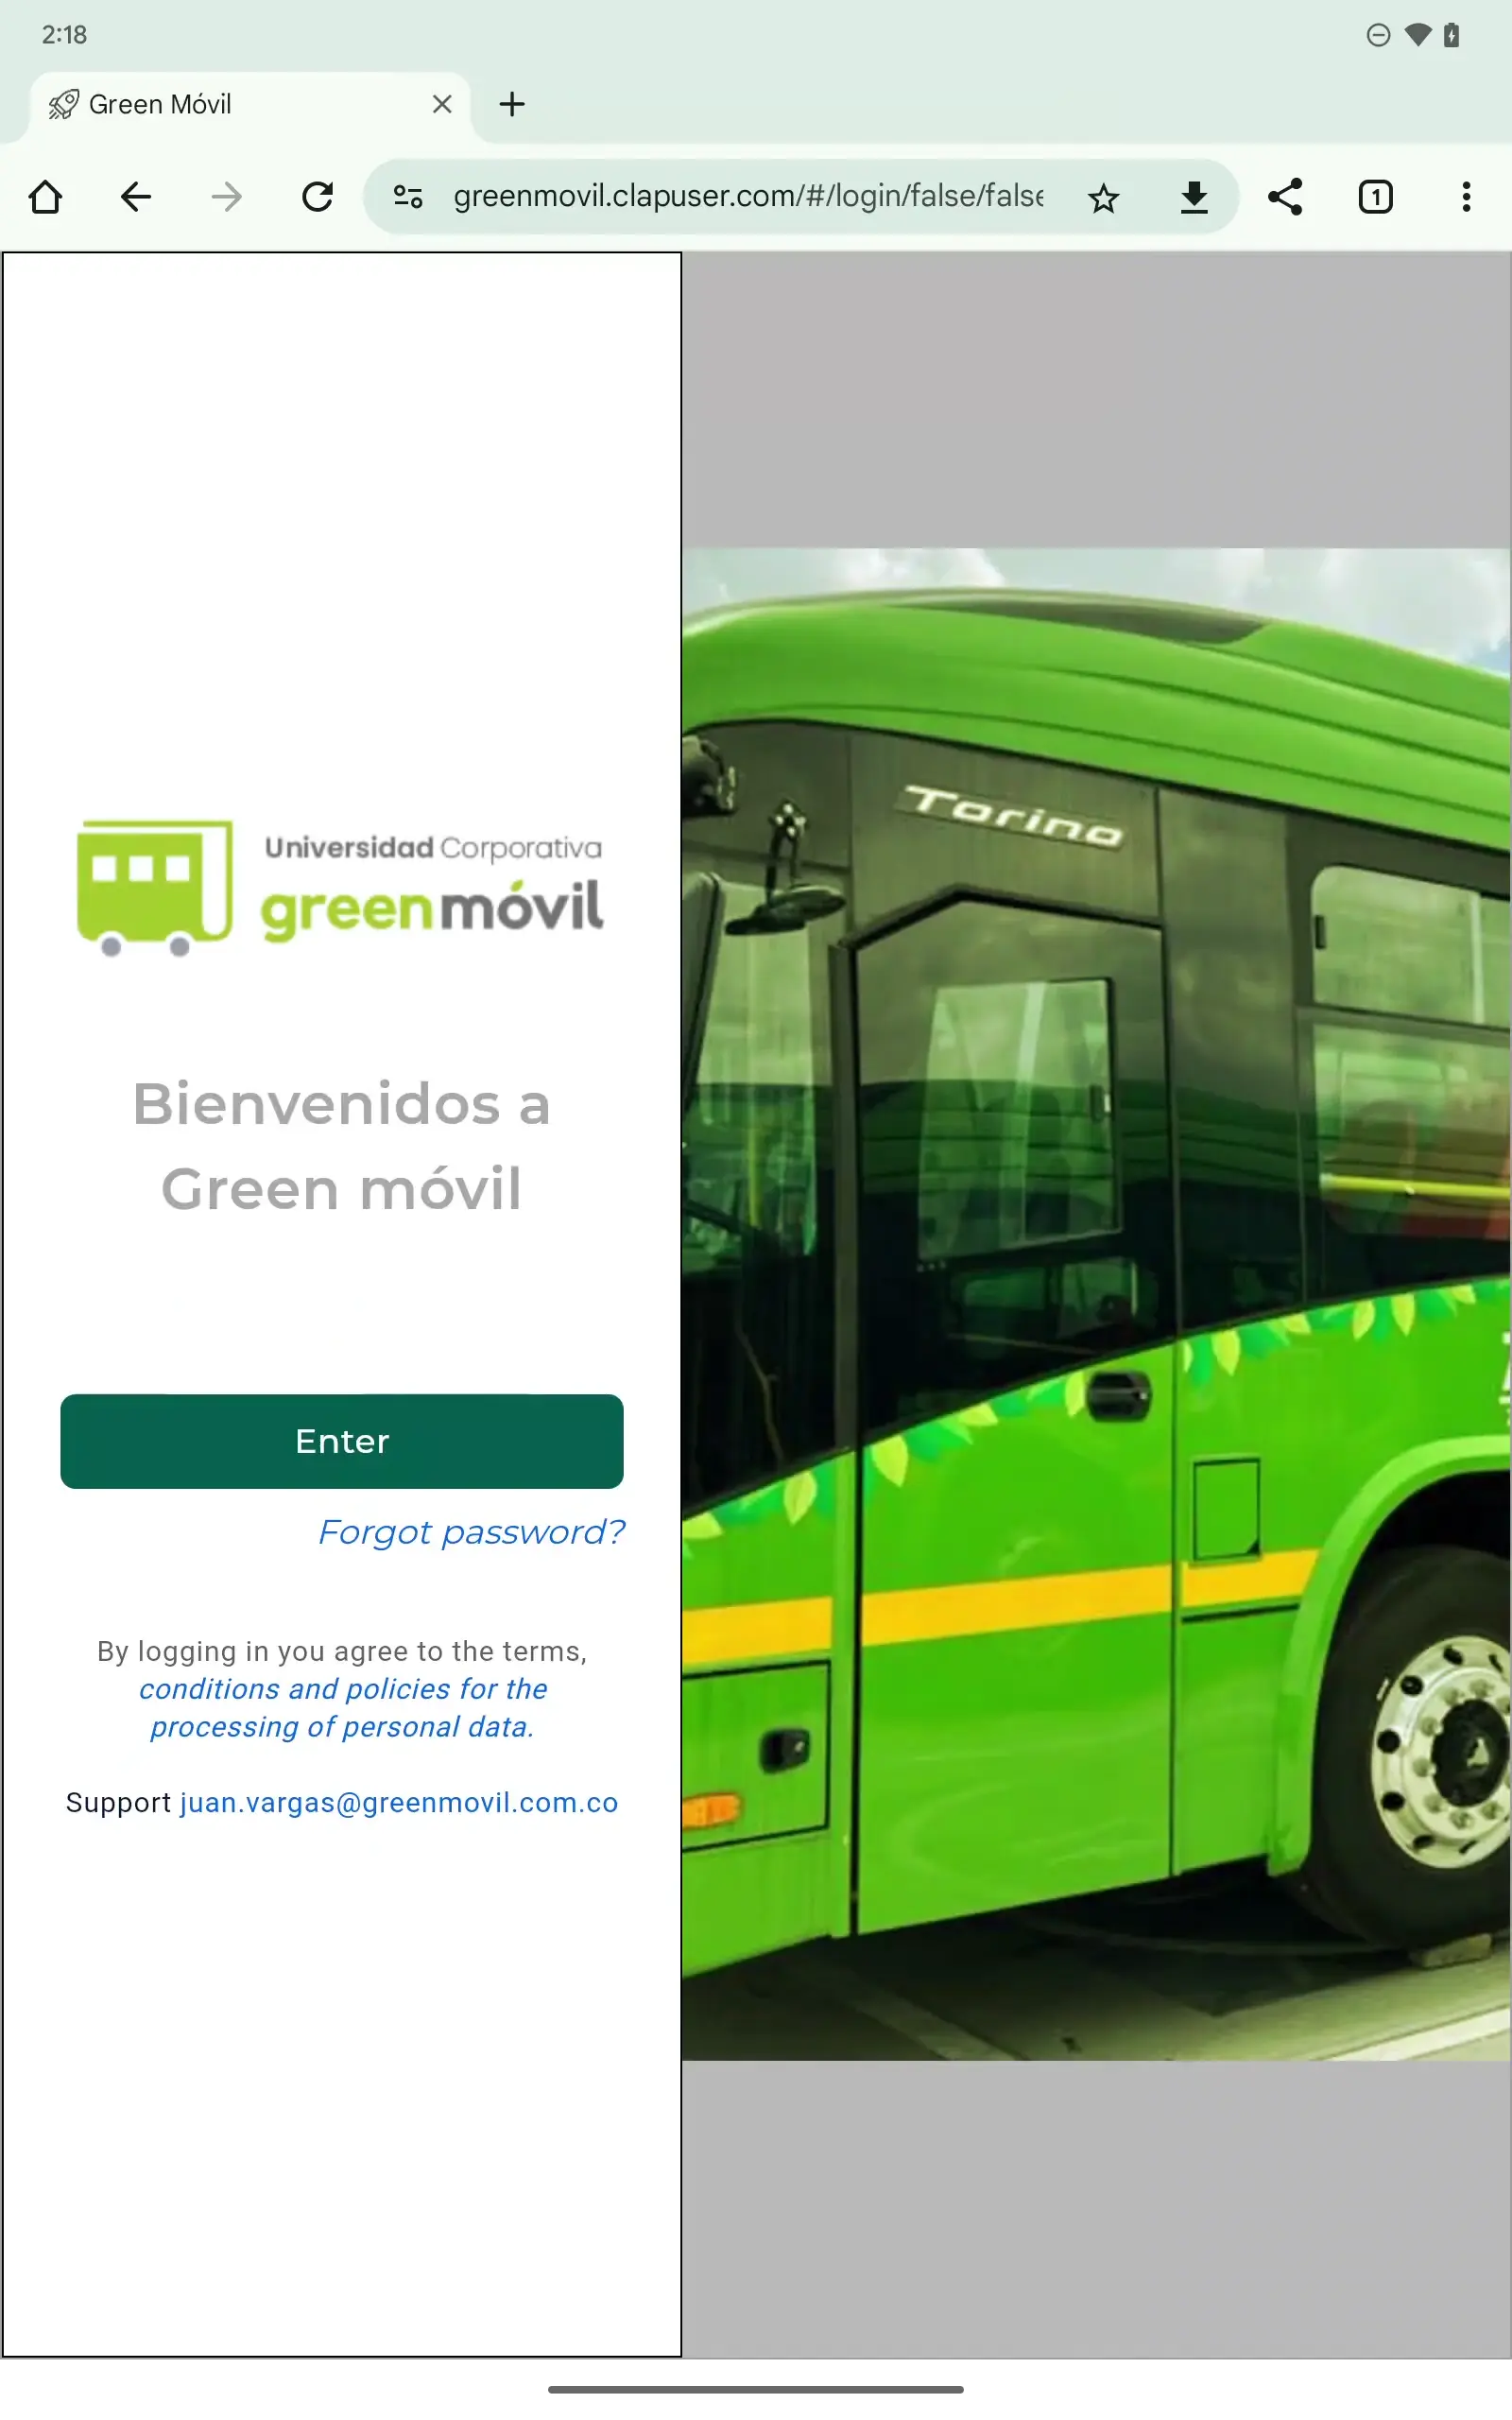 2:18
Green Móvil
greenmovil.clapuser.com/#/login/false/false
1
Universidad Corporativa
greenmóvil
Bienvenidos a
Green móvil
Enter
Forgot password?
By logging in you agree to the terms,
conditions and policies for the
processing of personal data.
Support juan.vargas@greenmovil.com.co
Torino